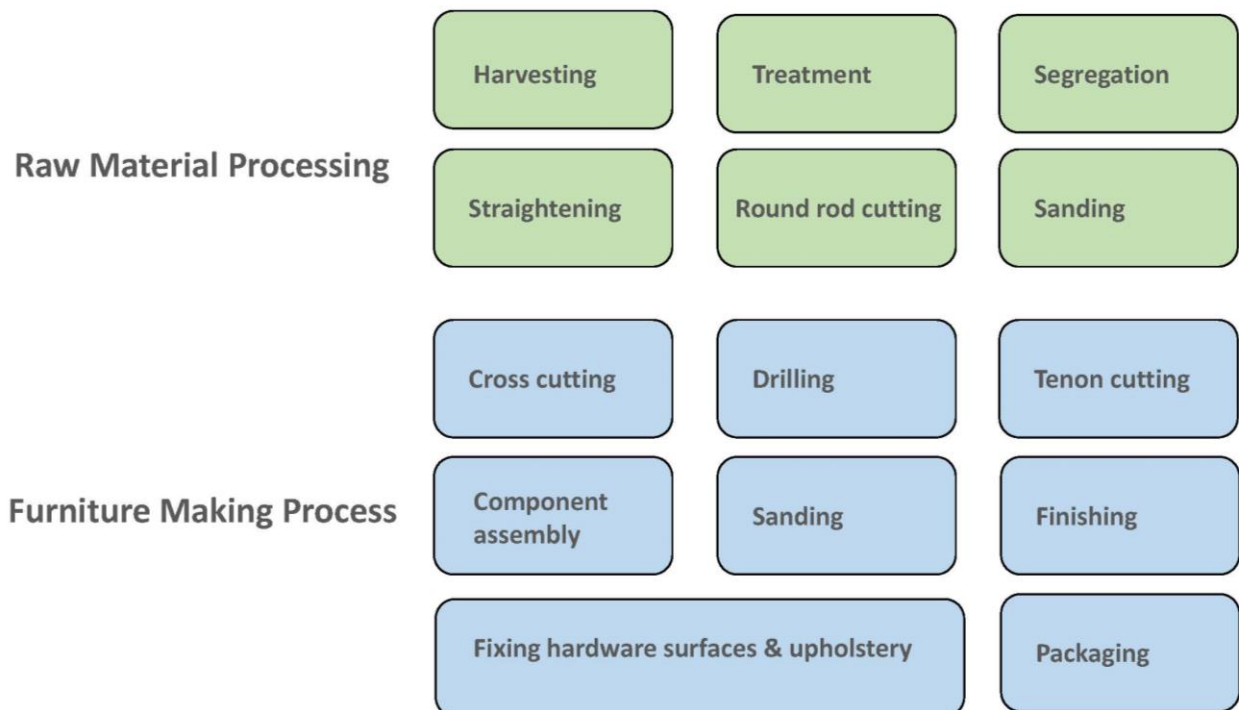 Raw Material Processing
Harvesting
Treatment
Segregation
Straightening
Round rod cutting
Sanding
Furniture Making Process
Cross cutting
Drilling
Tenon cutting
Component
assembly
Sanding
Finishing
Fixing hardware surfaces & upholstery
Packaging